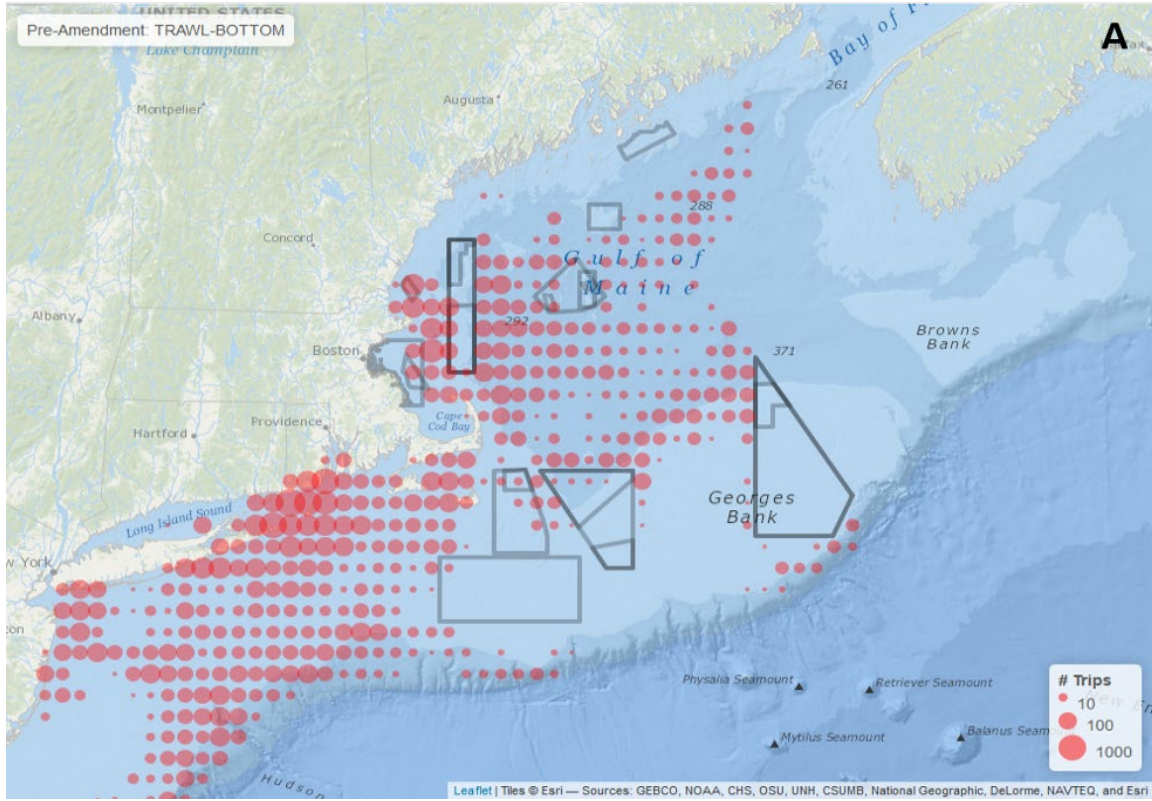 UNITED STATES
Pre-Amendment: TRAWL-BOTTOM
A
Lake Champlain
Bay of
261
Montpelier
Augusta
288
Concord
Gulf of
Maine
292
Albany
Browns
Bank
Boston
371
Cape
Cod Bay
Providence
Hartford
Georges
Bank
Long Island Sound
York
# Trips
10
100
1000
Physalia Seamount
Retriever Seamount
Mytilus Seamount
Balanus Seamount
Hudson
Leaflet | Tiles © Esri — Sources: GEBCO, NOAA, CHS, OSU, UNH, CSUMB, National Geographic, DeLorme, NAVTEQ, and Esri